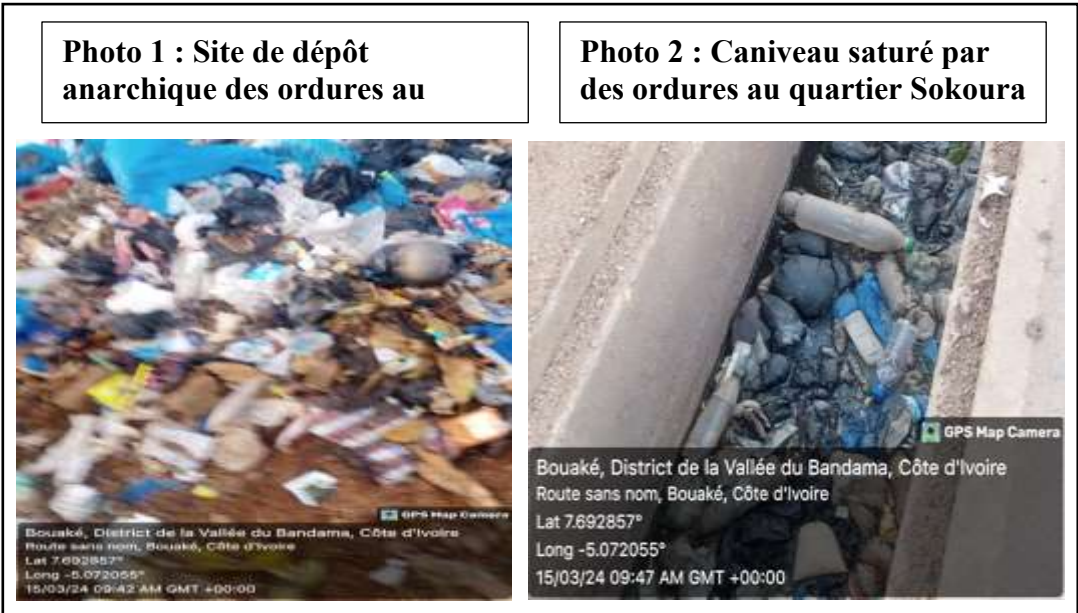 Photo 1 : Site de dépôt
anarchique des ordures au
Photo 2 : Caniveau saturé par
des ordures au quartier Sokoura
GPS Map Camera
Bouaké, District de la Vallée du Bandama, Côte d'Ivoire
Route sans nom, Bouaké, Côte d'Ivoire
Lat 7.692857°
Long -5.072055°
15/03/24 09:42 AM GMT +00:00
GPS Map Camera
Bouaké, District de la Vallée du Bandama, Côte d'Ivoire
Route sans nom, Bouaké, Côte d'Ivoire
Lat 7.692857°
Long -5.072055°
15/03/24 09:47 AM GMT +00:00